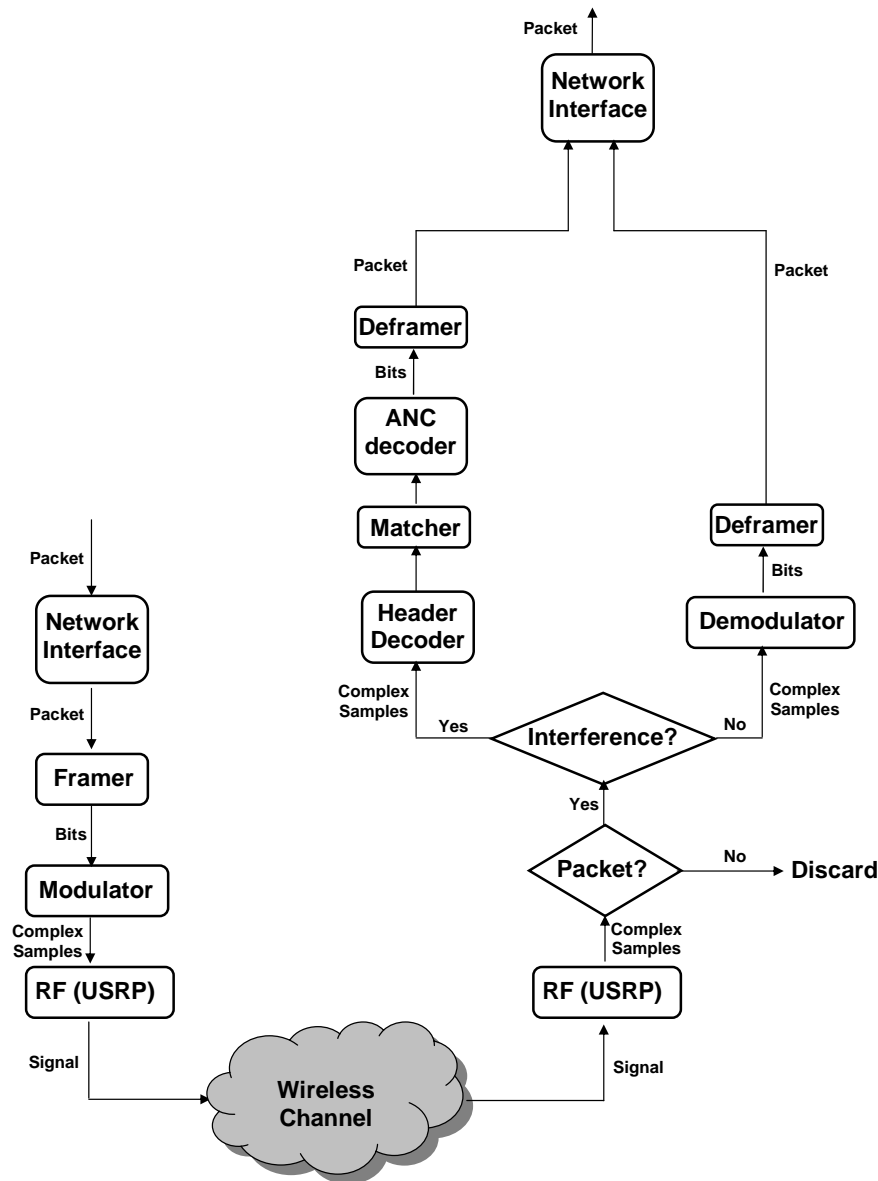 Packet
Network
Interface
Packet
Packet
Deframer
Bits
ANC
decoder
Matcher
Deframer
Packet
Bits
Network
Interface
Header
Decoder
Demodulator
Packet
Complex
Samples
Complex
Samples
Yes
Interference?
No
Framer
Yes
Bits
Packet?
No
Discard
Modulator
Complex
Samples
Complex
Samples
RF (USRP)
RF (USRP)
Signal
Signal
Wireless
Channel